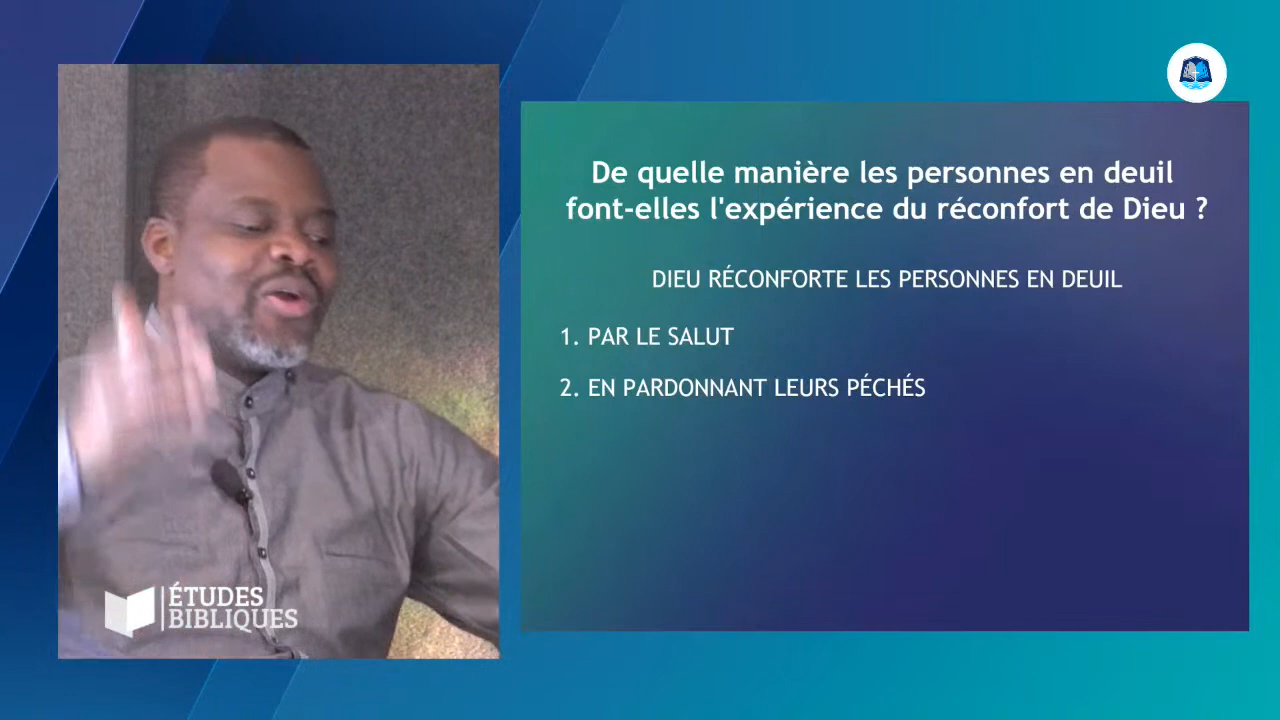 De quelle manière les personnes en deuil
font-elles l'expérience du réconfort de Dieu ?
DIEU RÉCONFORTE LES PERSONNES EN DEUIL
1. PAR LE SALUT
2. EN PARDONNANT LEURS PÉCHÉS
ÉTUDES
BIBLIQUES